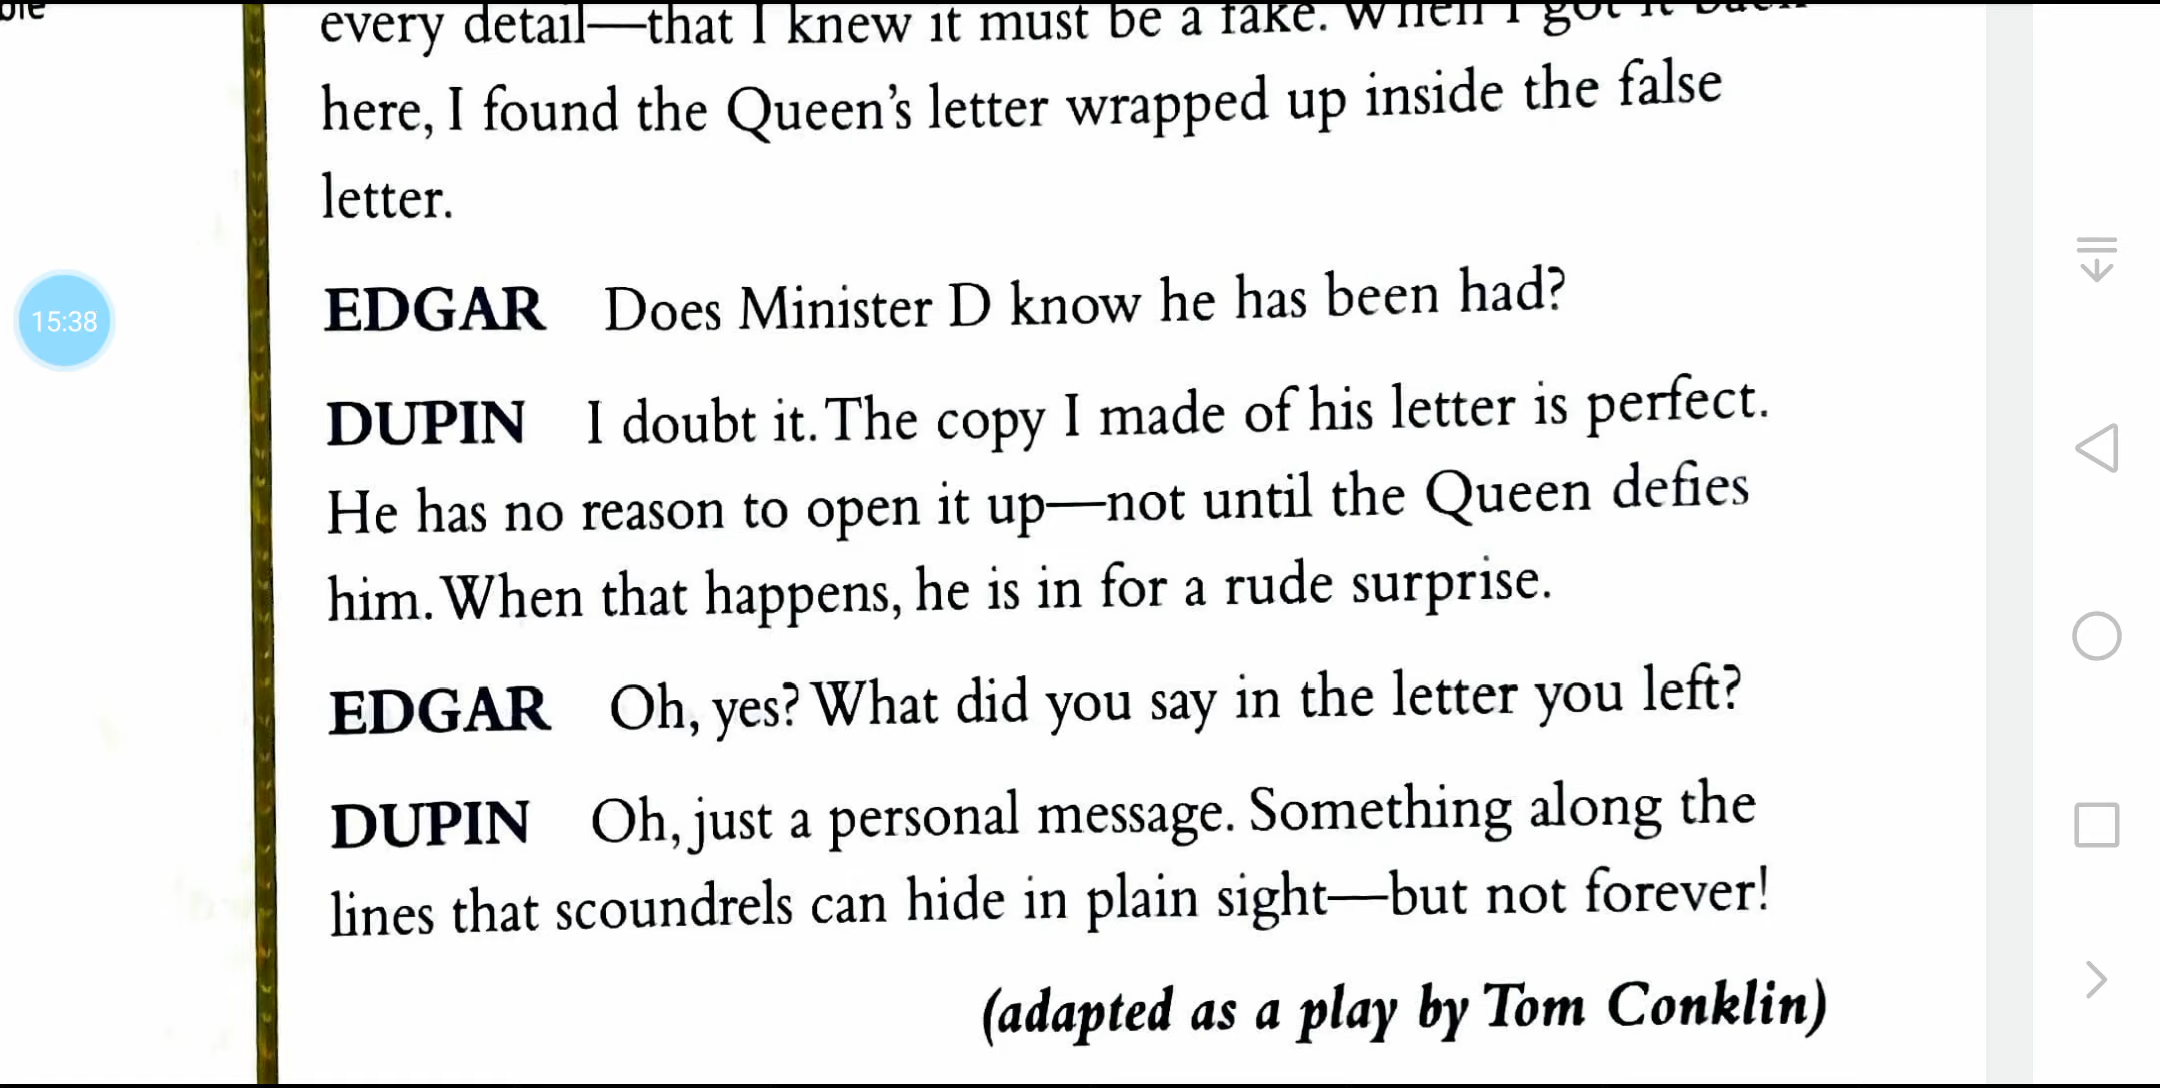 every detail—that I knew it must be a fake. When I got it back
here, I found the Queen's letter wrapped up inside the false
letter.
15:38
EDGAR Does Minister D know he has been had?
DUPIN I doubt it. The copy I made of his letter is perfect.
He has no reason to open it up—not until the Queen defies
him. When that happens, he is in for a rude surprise.
EDGAR Oh, yes? What did you say in the letter you left?
DUPIN Oh, just a personal message. Something along the
lines that scoundrels can hide in plain sight—but not forever!
(adapted as a play by Tom Conklin)